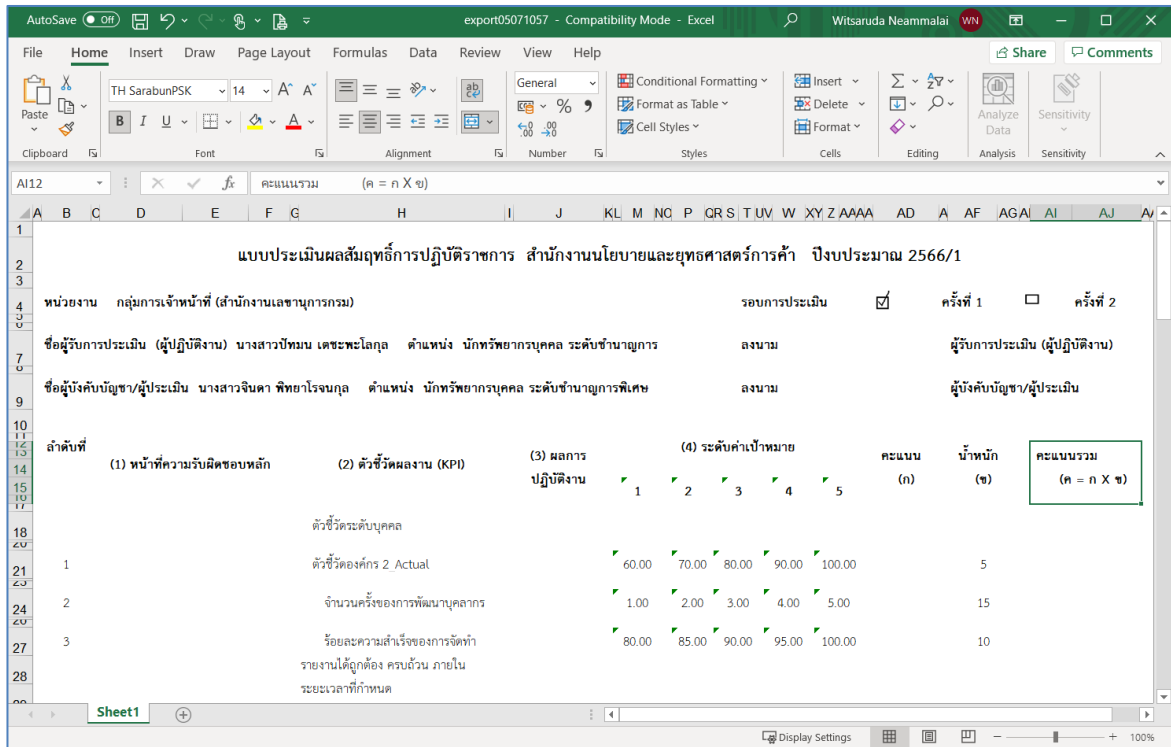 AutoSave Off export05071057 - Compatibility Mode - Excel Witsaruda Neammalai WN
File Home Insert Draw Page Layout Formulas Data Review View Help Share Comments
Paste TH SarabunPSK 14 A^ A˅ B I U A ab General % 9 .00 .0 Conditional Formatting Format as Table Cell Styles Insert Delete Format Analyze Data Sensitivity
Clipboard Font Alignment Number Styles Cells Editing Analysis Sensitivity
AI12 fx คะแนนรวม (ค = ก X ข)
A B C D E F G H I J K L M N O P Q R S T U V W X Y Z AA AA AD A AF AG AI AI AJ
1
2 แบบประเมินผลสัมฤทธิ์การปฏิบัติราชการ สำนักงานนโยบายและยุทธศาสตร์การค้า ปีงบประมาณ 2566/1
3
4 หน่วยงาน กลุ่มการเจ้าหน้าที่ (สำนักงานเลขานุการกรม) รอบการประเมิน ☑ ครั้งที่ 1 ☐ ครั้งที่ 2
7 ชื่อผู้รับการประเมิน (ผู้ปฏิบัติงาน) นางสาวปัทมน เตชะพะโลกุล ตำแหน่ง นักทรัพยากรบุคคล ระดับชำนาญการ ลงนาม ผู้รับการประเมิน (ผู้ปฏิบัติงาน)
9 ชื่อผู้บังคับบัญชา/ผู้ประเมิน นางสาวจินดา พิทยาโรจนกุล ตำแหน่ง นักทรัพยากรบุคคล ระดับชำนาญการพิเศษ ลงนาม ผู้บังคับบัญชา/ผู้ประเมิน
10
12 ลำดับที่ (1) หน้าที่ความรับผิดชอบหลัก (2) ตัวชี้วัดผลงาน (KPI) (3) ผลการ (4) ระดับค่าเป้าหมาย คะแนน น้ำหนัก คะแนนรวม
14
15 ปฏิบัติงาน 1 2 3 4 5 (ก) (ข) (ค = ก X ข)
18 ตัวชี้วัดระดับบุคคล
21 1 ตัวชี้วัดองค์กร 2_Actual 60.00 70.00 80.00 90.00 100.00 5
24 2 จำนวนครั้งของการพัฒนาบุคลากร 1.00 2.00 3.00 4.00 5.00 15
27 3 ร้อยละความสำเร็จของการจัดทำ 80.00 85.00 90.00 95.00 100.00 10
28 รายงานได้ถูกต้อง ครบถ้วน ภายใน
ระยะเวลาที่กำหนด
Sheet1
Display Settings 100%